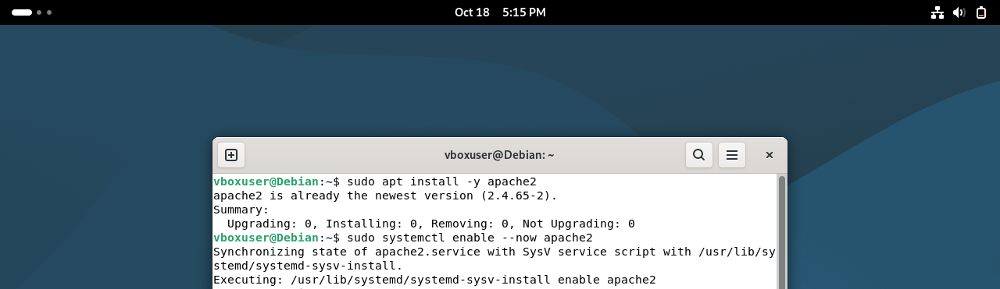 Oct 18 5:15 PM
vboxuser@Debian: ~
vboxuser@Debian:~$ sudo apt install -y apache2
apache2 is already the newest version (2.4.65-2).
Summary:
  Upgrading: 0, Installing: 0, Removing: 0, Not Upgrading: 0
vboxuser@Debian:~$ sudo systemctl enable --now apache2
Synchronizing state of apache2.service with SysV service script with /usr/lib/sy
stemd/systemd-sysv-install.
Executing: /usr/lib/systemd/systemd-sysv-install enable apache2